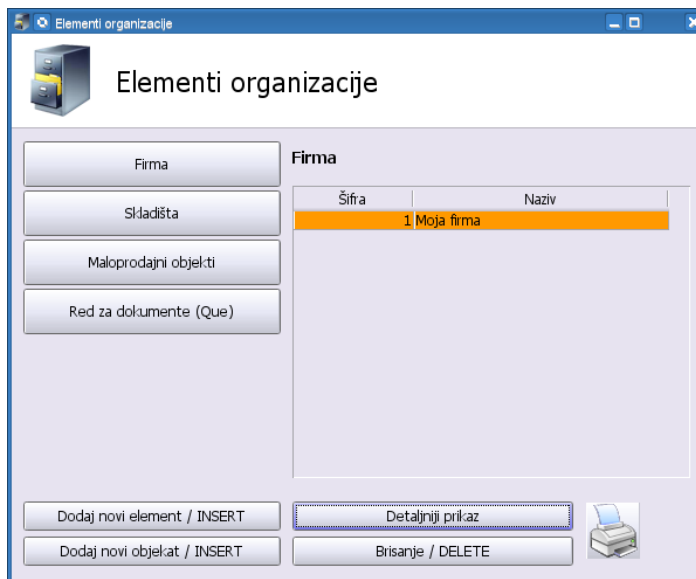 Elementi organizacije
Elementi organizacije
Firma
Skladišta
Maloprodajni objekti
Red za dokumente (Que)
Firma
Šifra Naziv
1 Moja firma
Dodaj novi element / INSERT
Detaljniji prikaz
Dodaj novi objekat / INSERT
Brisanje / DELETE